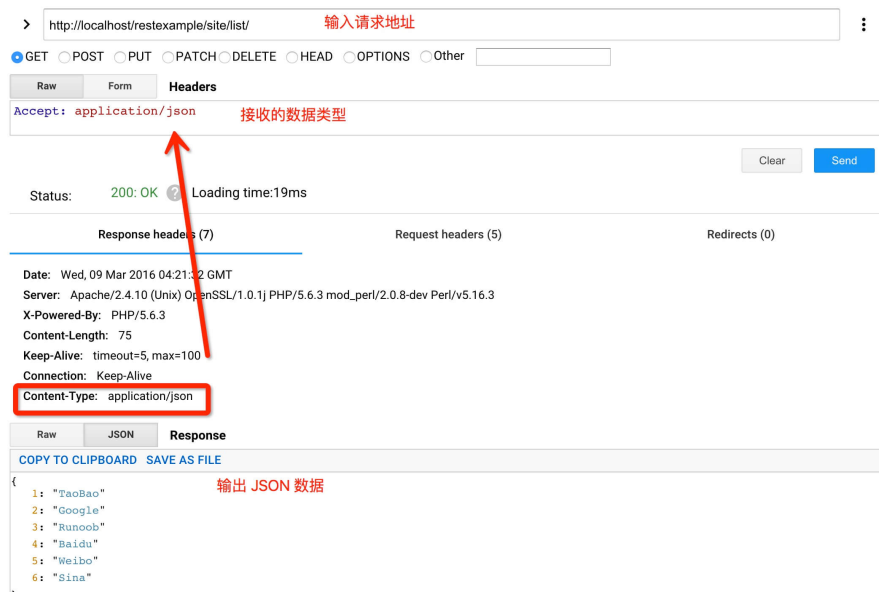 http://localhost/restexample/site/list/ 输入请求地址
GET POST PUT PATCH DELETE HEAD OPTIONS Other
Raw Form Headers
Accept: application/json 接收的数据类型
Clear Send
Status: 200: OK ? Loading time:19ms
Response headers (7) Request headers (5) Redirects (0)
Date: Wed, 09 Mar 2016 04:21:32 GMT
Server: Apache/2.4.10 (Unix) OpenSSL/1.0.1j PHP/5.6.3 mod_perl/2.0.8-dev Perl/v5.16.3
X-Powered-By: PHP/5.6.3
Content-Length: 75
Keep-Alive: timeout=5, max=100
Connection: Keep-Alive
Content-Type: application/json
Raw JSON Response
COPY TO CLIPBOARD SAVE AS FILE
{ 输出 JSON 数据
1: "TaoBao"
2: "Google"
3: "Runoob"
4: "Baidu"
5: "Weibo"
6: "Sina"